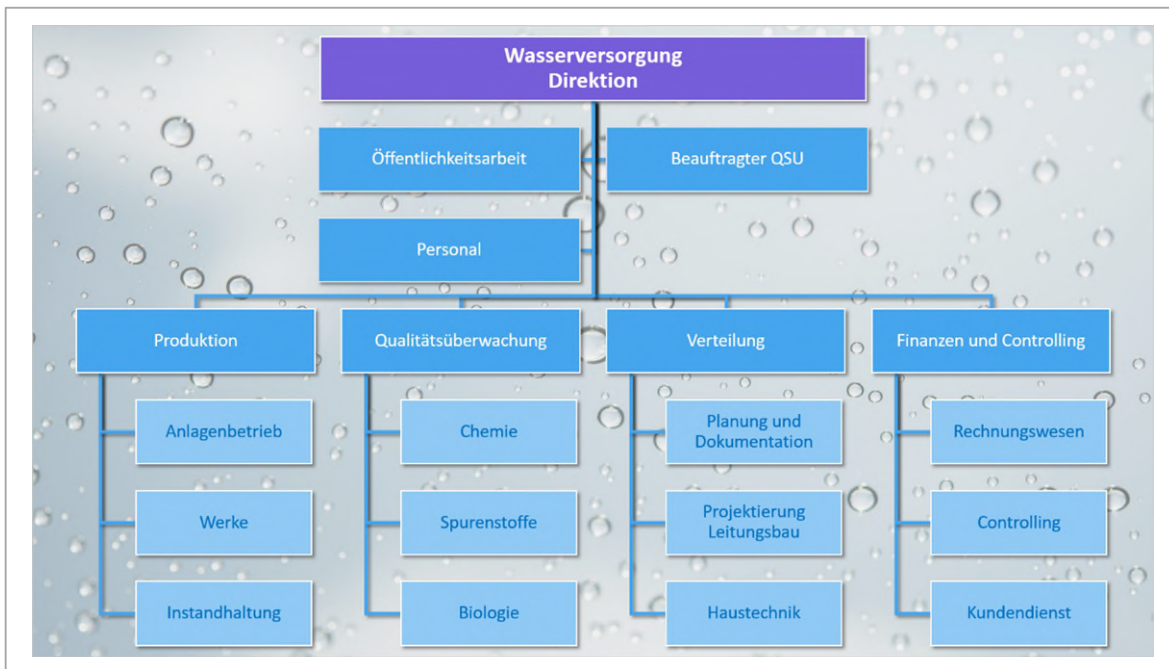 Wasserversorgung
Direktion
Öffentlichkeitsarbeit
Beauftragter QSU
Personal
Produktion
Qualitätsüberwachung
Verteilung
Finanzen und Controlling
Anlagenbetrieb
Chemie
Planung und
Dokumentation
Rechnungswesen
Werke
Spurenstoffe
Projektierung
Leitungsbau
Controlling
Instandhaltung
Biologie
Haustechnik
Kundendienst